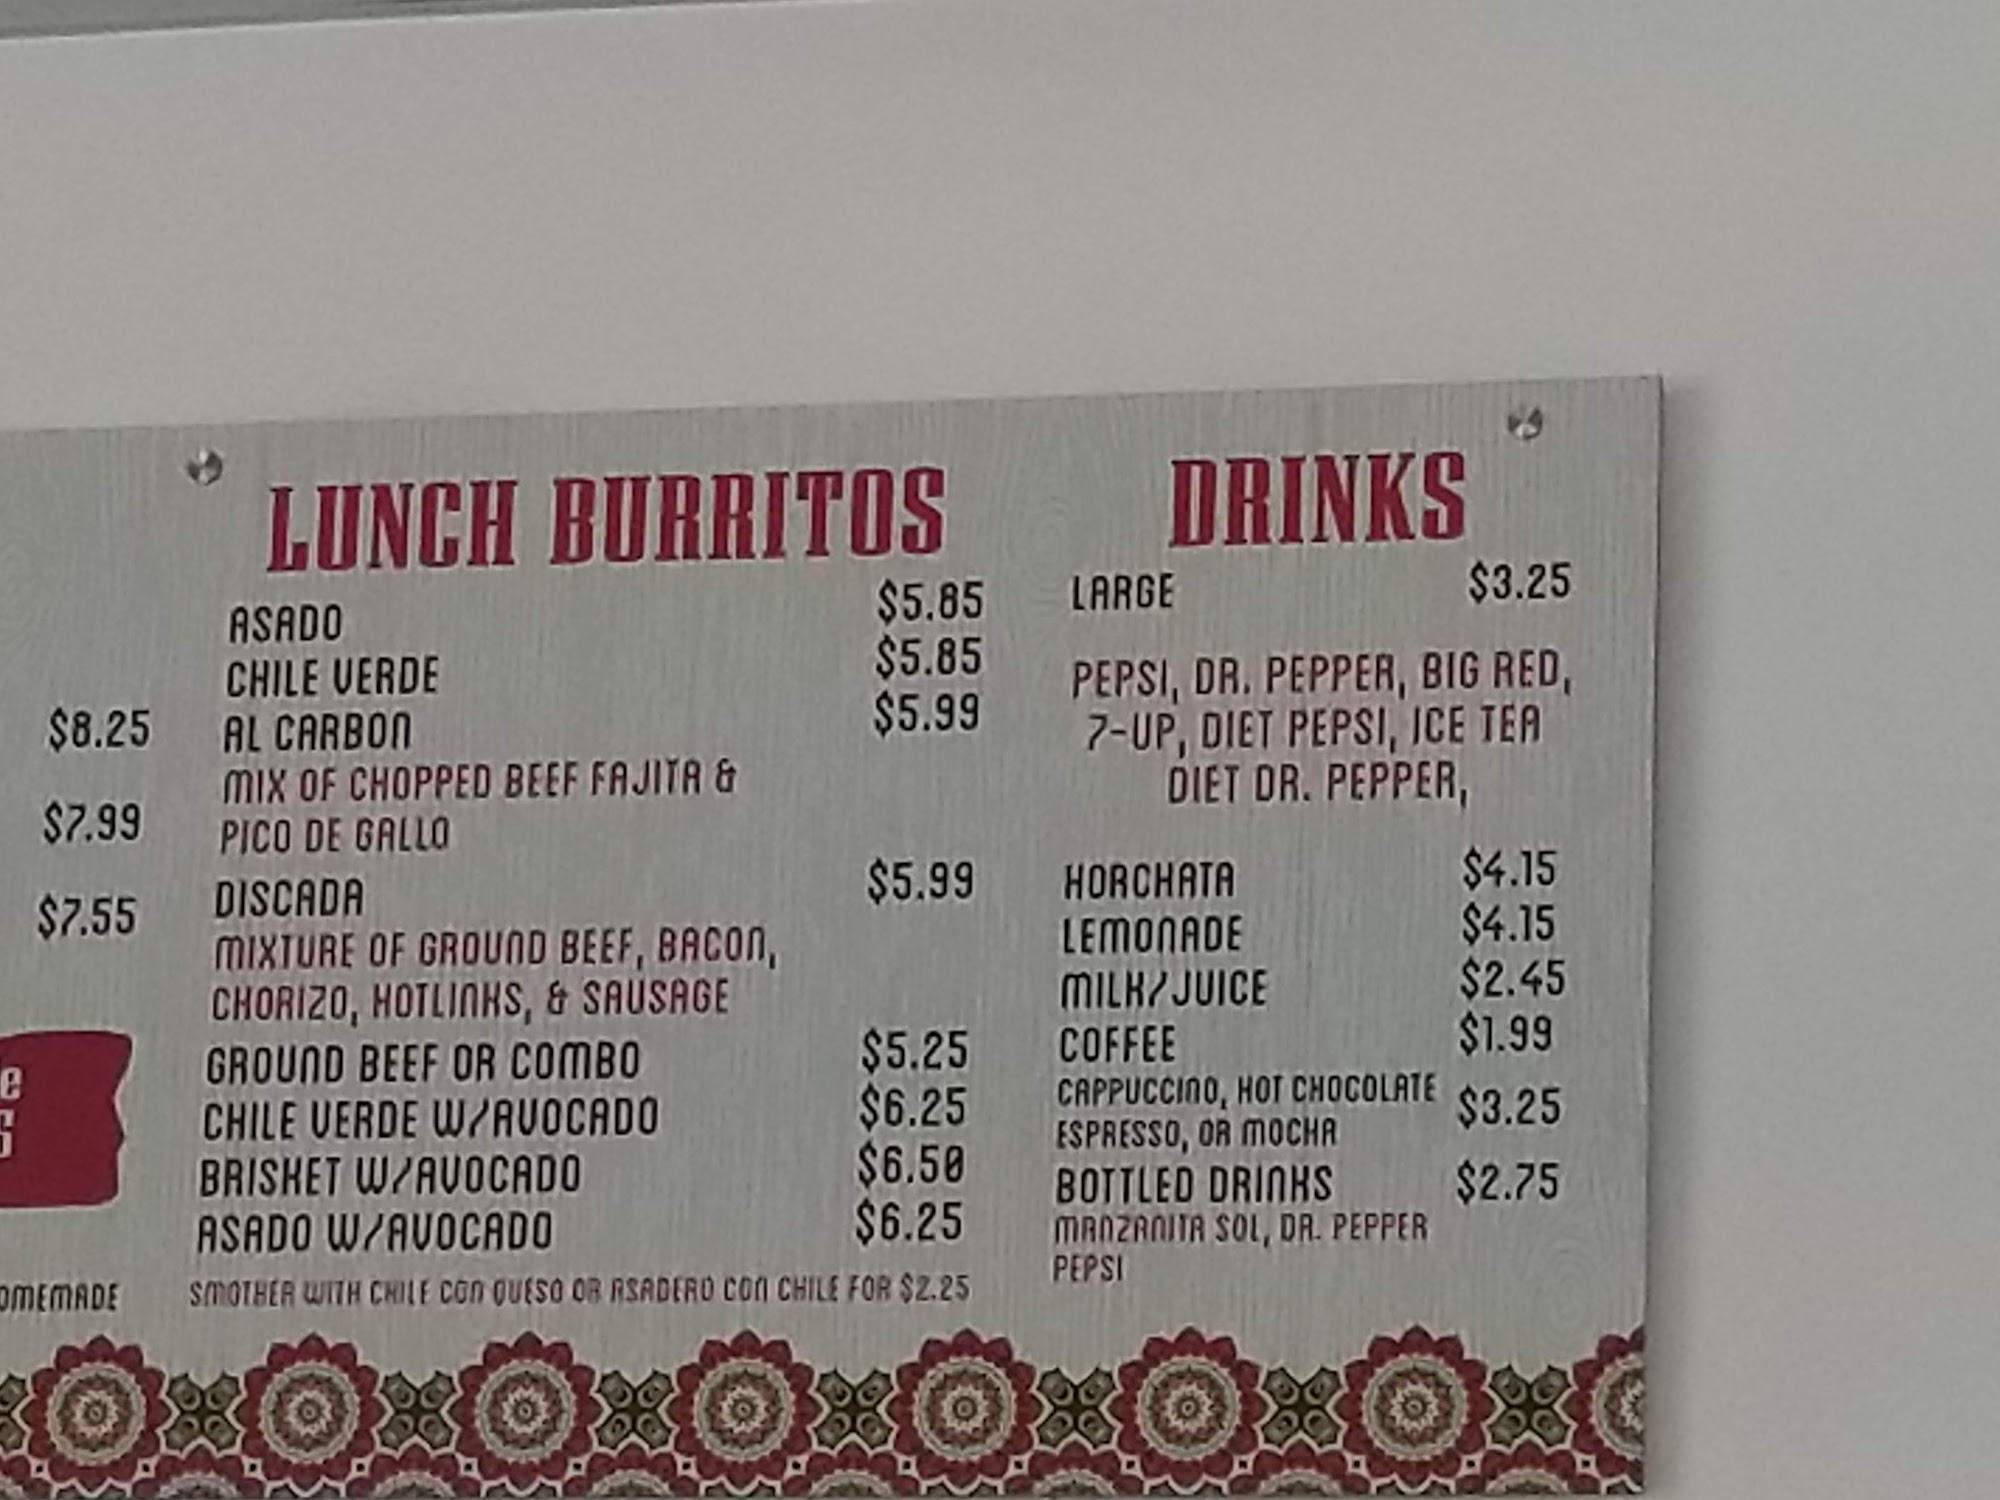 $8.25
$7.99
$7.55
e
S
OMEMADE
LUNCH BURRITOS
ASADO $5.85
CHILE VERDE $5.85
AL CARBON $5.99
MIX OF CHOPPED BEEF FAJITA &
PICO DE GALLO
DISCADA $5.99
MIXTURE OF GROUND BEEF, BACON,
CHORIZO, HOTLINKS, & SAUSAGE
GROUND BEEF OR COMBO $5.25
CHILE VERDE W/AVOCADO $6.25
BRISKET W/AVOCADO $6.50
ASADO W/AVOCADO $6.25
SMOTHER WITH CHILE CON QUESO OR ASADERO CON CHILE FOR $2.25
DRINKS
LARGE $3.25
PEPSI, DR. PEPPER, BIG RED,
7-UP, DIET PEPSI, ICE TEA
DIET DR. PEPPER,
HORCHATA $4.15
LEMONADE $4.15
MILK/JUICE $2.45
COFFEE $1.99
CAPPUCCINO, HOT CHOCOLATE
ESPRESSO, OR MOCHA $3.25
BOTTLED DRINKS $2.75
MANZANITA SOL, DR. PEPPER
PEPSI